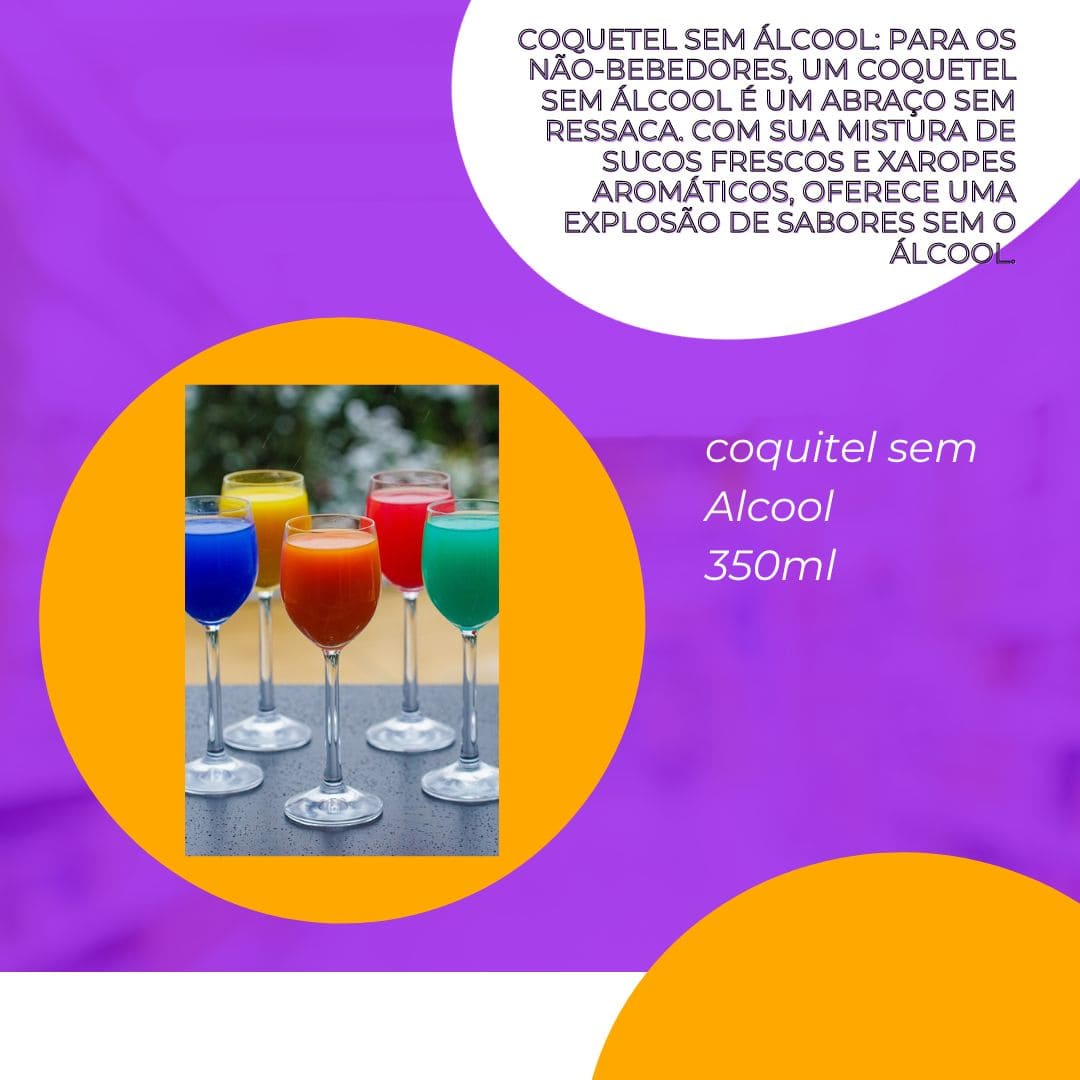 COQUETEL SEM ÁLCOOL: PARA OS
NÃO-BEBEDORES, UM COQUETEL
SEM ÁLCOOL É UM ABRAÇO SEM
RESSACA. COM SUA MISTURA DE
SUCOS FRESCOS E XAROPES
AROMÁTICOS, OFERECE UMA
EXPLOSÃO DE SABORES SEM O
ÁLCOOL.
coquitel sem
Alcool
350ml